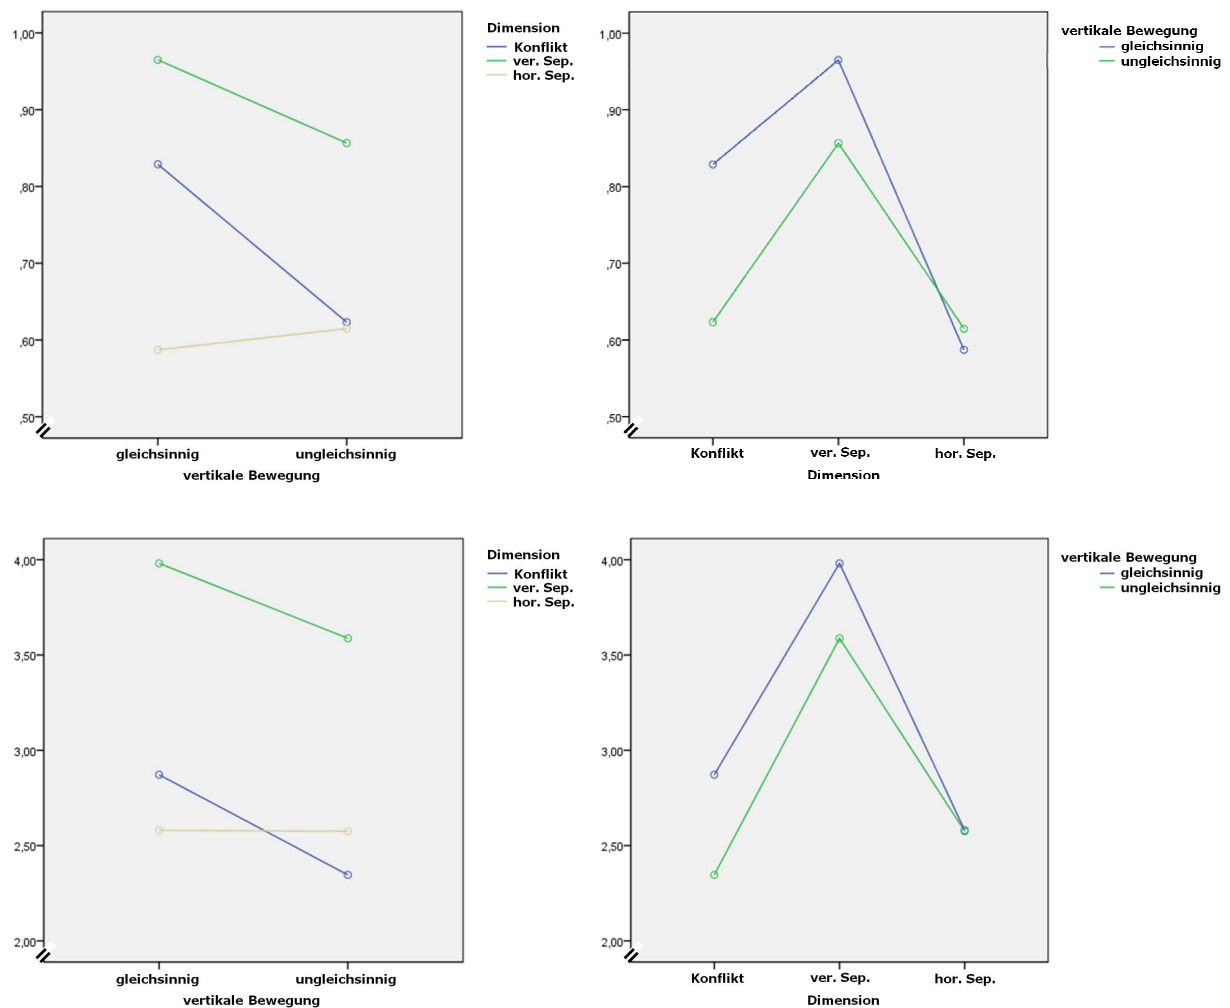 1,00
,90
,80
,70
,60
,50
gleichsinnig
ungleichsinnig
vertikale Bewegung
Dimension
Konflikt
ver. Sep.
hor. Sep.
1,00
,90
,80
,70
,60
,50
Konflikt
ver. Sep.
hor. Sep.
Dimension
vertikale Bewegung
gleichsinnig
ungleichsinnig
4,00
3,50
3,00
2,50
2,00
gleichsinnig
ungleichsinnig
vertikale Bewegung
Dimension
Konflikt
ver. Sep.
hor. Sep.
4,00
3,50
3,00
2,50
2,00
Konflikt
ver. Sep.
hor. Sep.
Dimension
vertikale Bewegung
gleichsinnig
ungleichsinnig